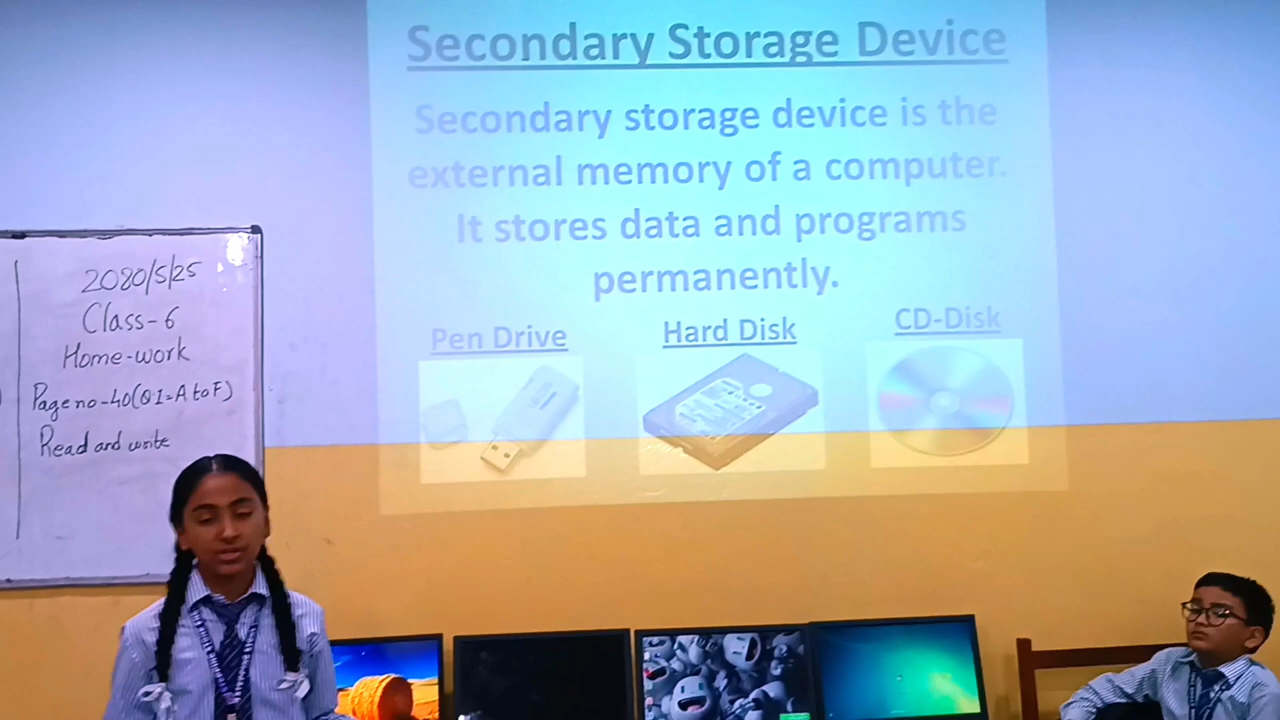 Secondary Storage Device
Secondary storage device is the
external memory of a computer.
It stores data and programs
permanently.
Pen Drive
Hard Disk
CD-Disk
2080/5/25
Class-6
Home-work
Page no-40(Q1=A to F)
Read and write